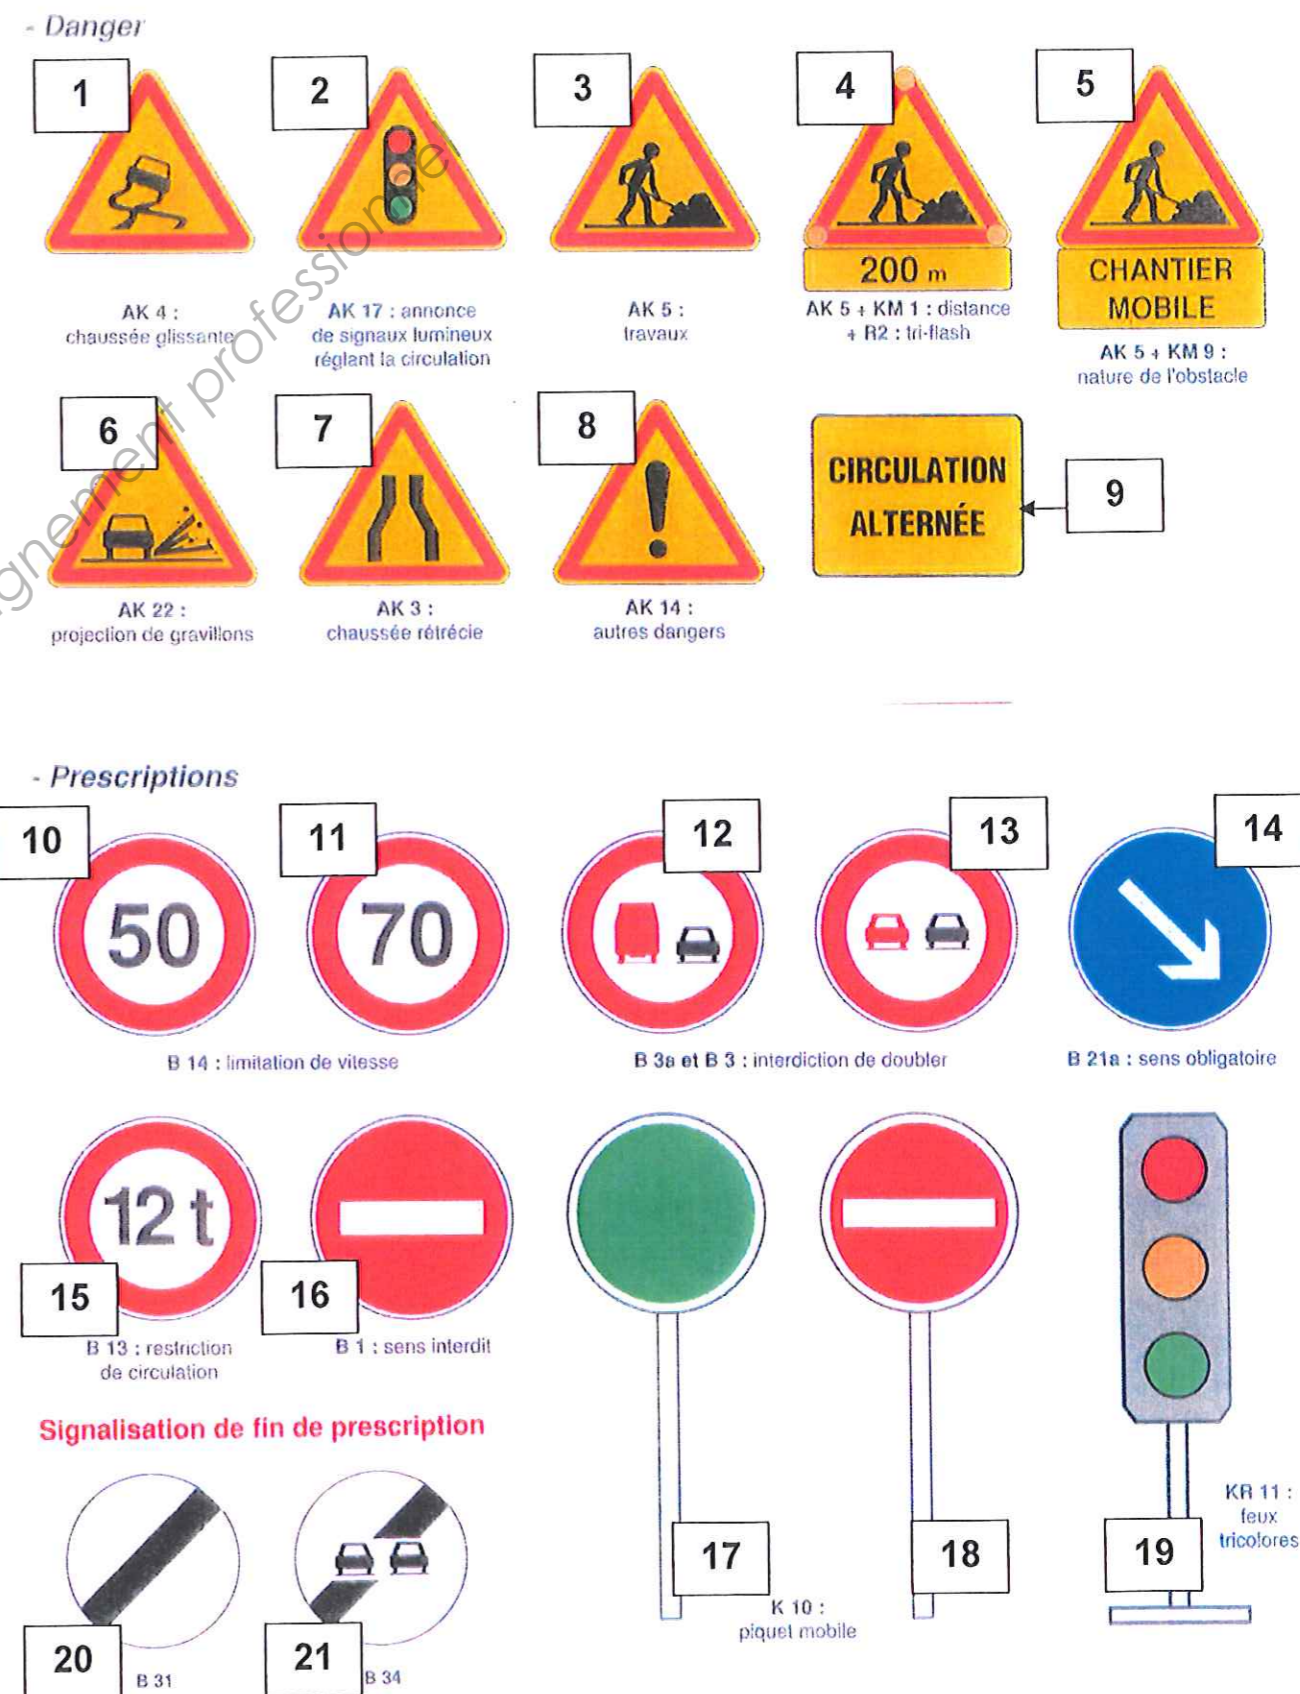 - Danger
1
2
3
4
5
200 m
CHANTIER
MOBILE
AK 4 :
chaussée glissante
AK 17 : annonce
de signaux lumineux
réglant la circulation
AK 5 :
travaux
AK 5 + KM 1 : distance
+ R2 : tri-flash
AK 5 + KM 9 :
nature de l'obstacle
6
7
8
CIRCULATION
ALTERNÉE
9
AK 22 :
projection de gravillons
AK 3 :
chaussée rétrécie
AK 14 :
autres dangers
- Prescriptions
10
11
12
13
14
50
70
B 14 : limitation de vitesse
B 3a et B 3 : interdiction de doubler
B 21a : sens obligatoire
12 t
15
16
B 13 : restriction
de circulation
B 1 : sens interdit
Signalisation de fin de prescription
KR 11 :
feux
tricolores
17
18
19
K 10 :
piquet mobile
20
21
B 31
B 34
professionnel